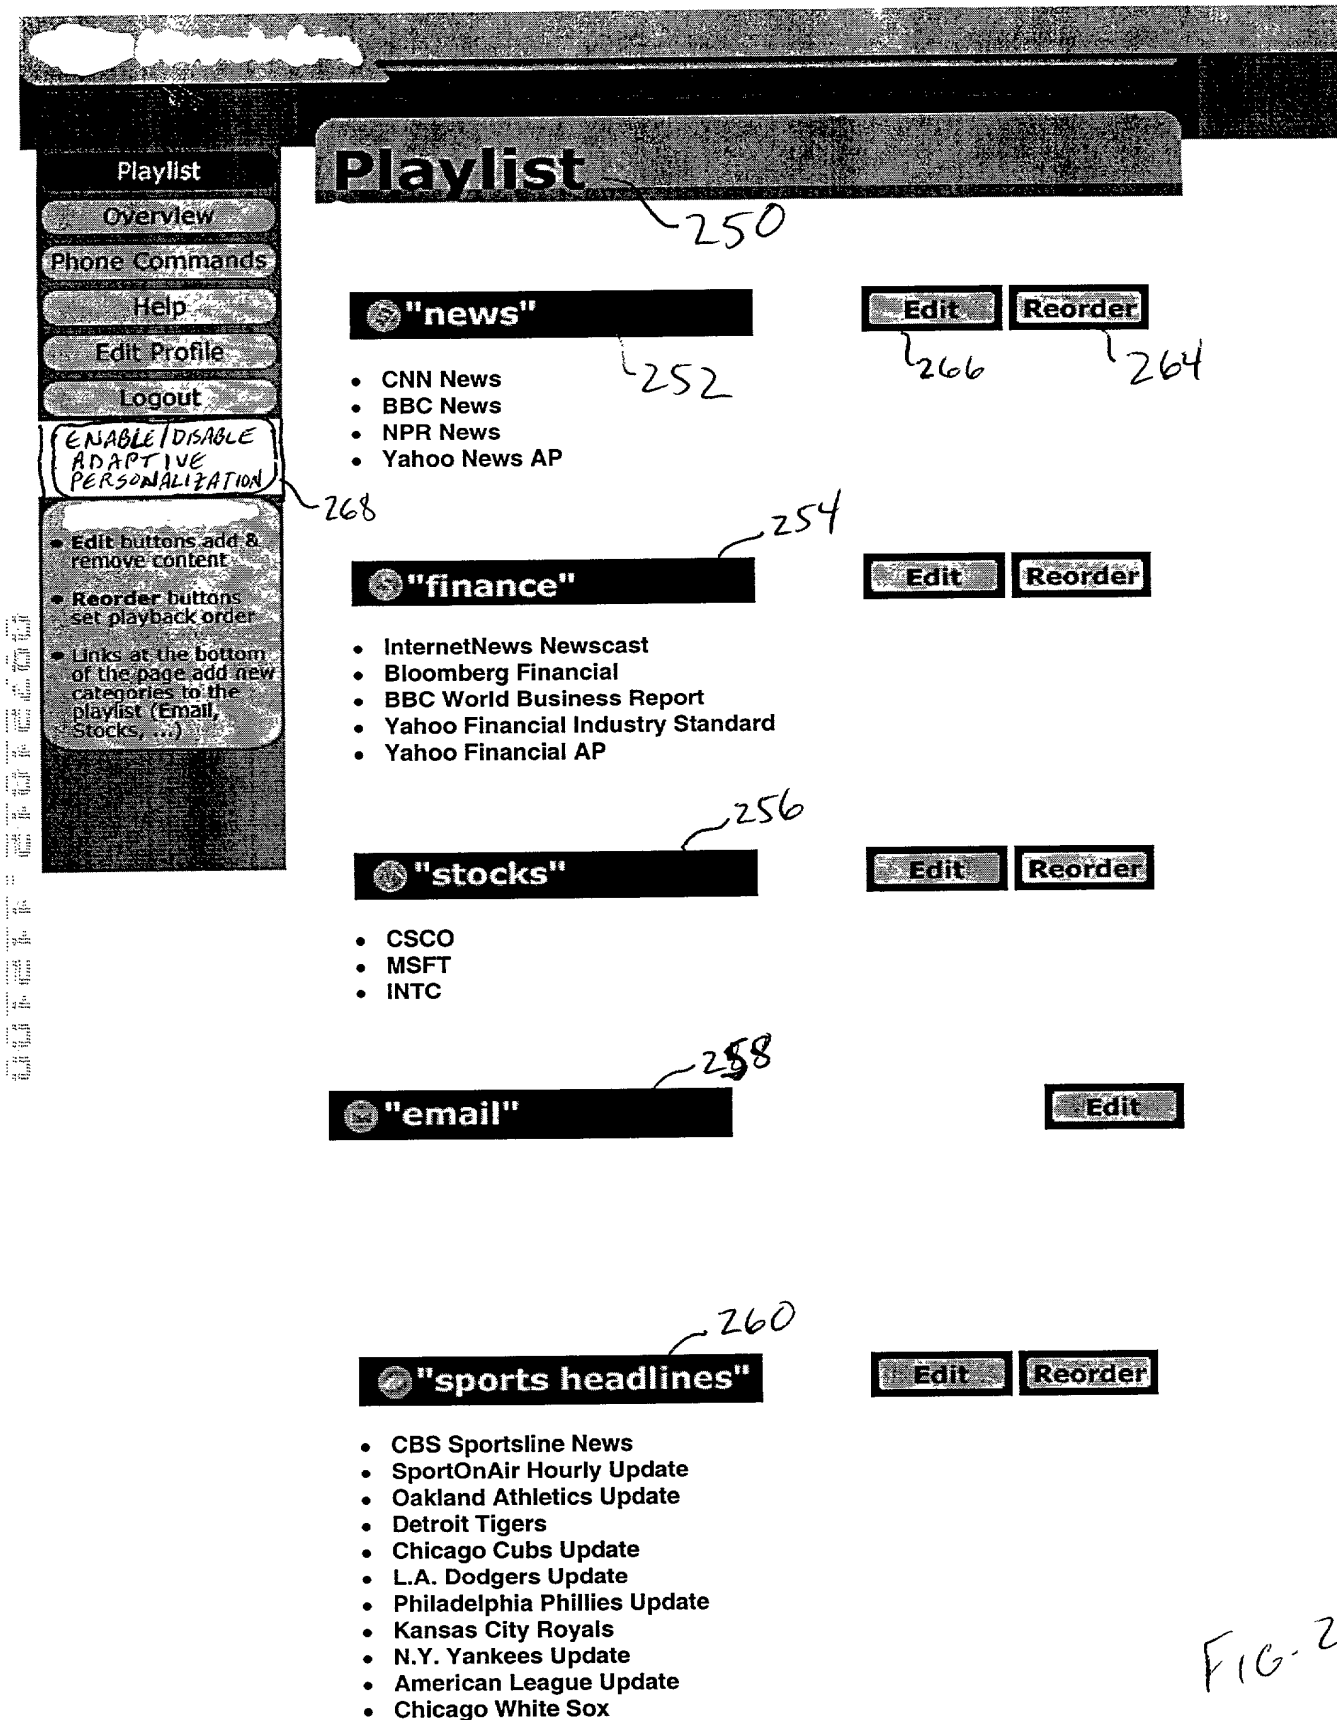 Playlist
Overview
Phone Commands
Help
Edit Profile
Logout
ENABLE/DISABLE
ADAPTIVE
PERSONALIZATION
268
• Edit buttons add &
remove content
• Reorder buttons
set playback order
• Links at the bottom
of the page add new
categories to the
playlist (Email,
Stocks, ...)
Playlist
250
"news"
Edit
Reorder
252
266
264
• CNN News
• BBC News
• NPR News
• Yahoo News AP
254
"finance"
Edit
Reorder
• InternetNews Newscast
• Bloomberg Financial
• BBC World Business Report
• Yahoo Financial Industry Standard
• Yahoo Financial AP
256
"stocks"
Edit
Reorder
• CSCO
• MSFT
• INTC
258
"email"
Edit
260
"sports headlines"
Edit
Reorder
• CBS Sportsline News
• SportOnAir Hourly Update
• Oakland Athletics Update
• Detroit Tigers
• Chicago Cubs Update
• L.A. Dodgers Update
• Philadelphia Phillies Update
• Kansas City Royals
• N.Y. Yankees Update
• American League Update
• Chicago White Sox
FIG. 2